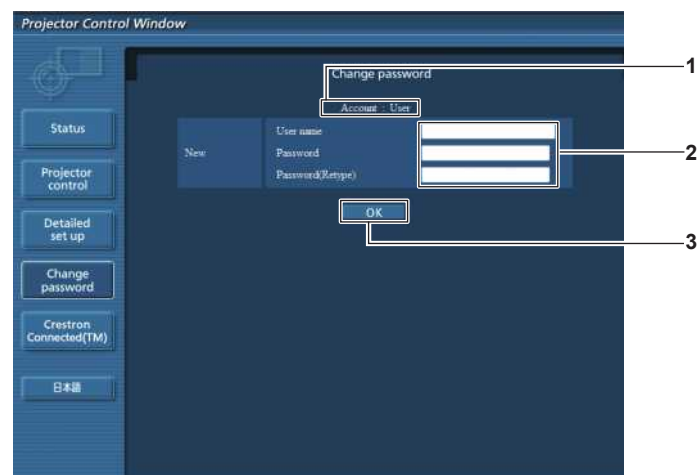 Projector Control Window
Change password
1
Account : User
Status
User name
New
Password
2
Password(Retype)
Projector
control
OK
3
Detailed
set up
Change
password
Crestron
Connected(TM)
日本語